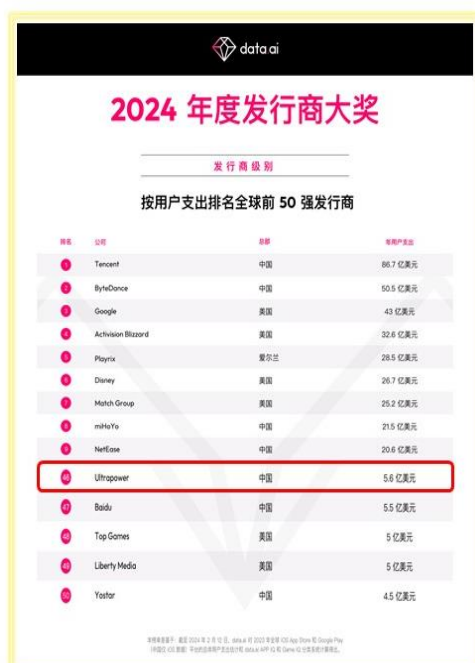 data.ai
2024 年度发行商大奖
发行商级别
按用户支出排名全球前 50 强发行商
排名 公司 总部 年用户支出
1 Tencent 中国 86.7 亿美元
2 ByteDance 中国 50.5 亿美元
3 Google 美国 43 亿美元
4 Activision Blizzard 美国 32.6 亿美元
5 Playrix 爱尔兰 28.5 亿美元
6 Disney 美国 26.7 亿美元
7 Match Group 美国 25.2 亿美元
8 miHoYo 中国 21.5 亿美元
9 NetEase 中国 20.6 亿美元
46 Ultrapower 中国 5.6 亿美元
47 Baidu 中国 5.5 亿美元
48 Top Games 美国 5 亿美元
49 Liberty Media 美国 5 亿美元
50 Yostar 中国 4.5 亿美元